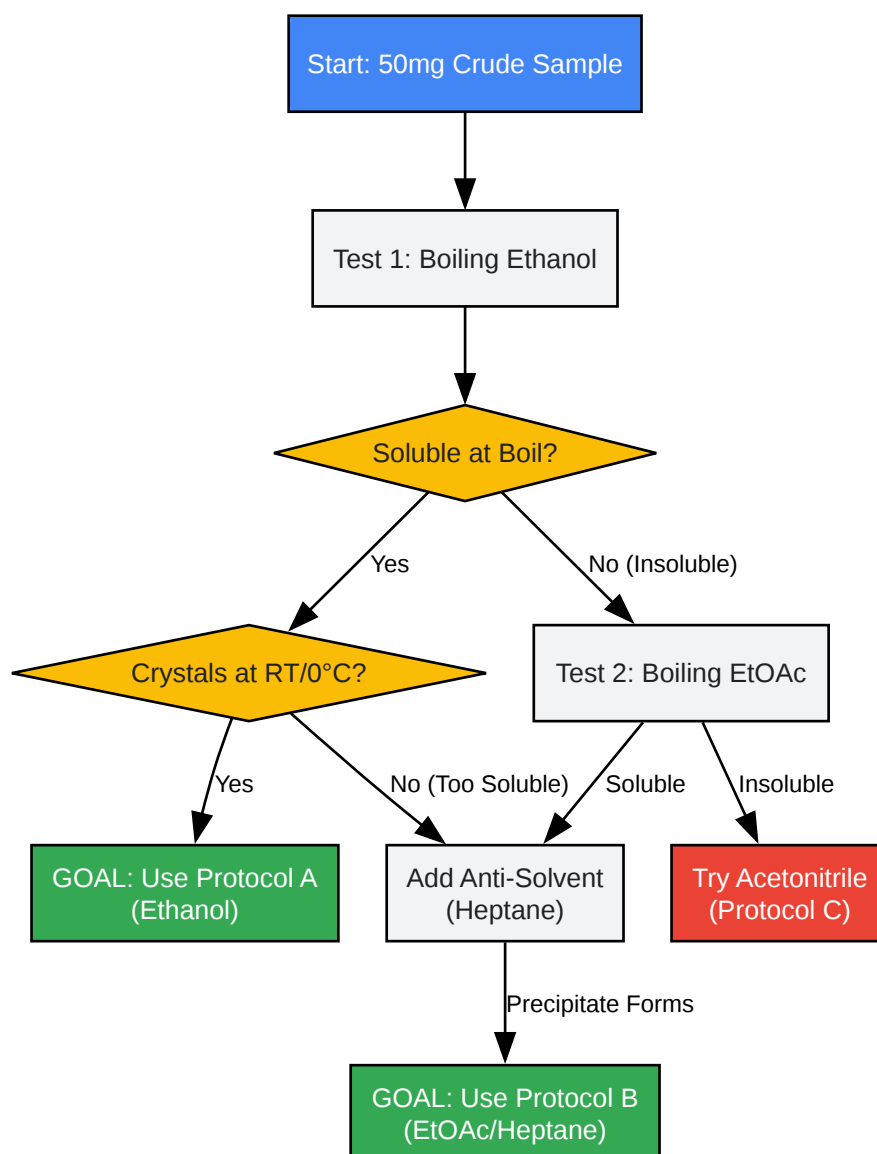 Start: 50mg Crude Sample
Test 1: Boiling Ethanol
Soluble at Boil?
Yes
No (Insoluble)
Crystals at RT/0°C?
Test 2: Boiling EtOAc
Yes
No (Too Soluble)
Soluble
Insoluble
GOAL: Use Protocol A
(Ethanol)
Add Anti-Solvent
(Heptane)
Try Acetonitrile
(Protocol C)
Precipitate Forms
GOAL: Use Protocol B
(EtOAc/Heptane)